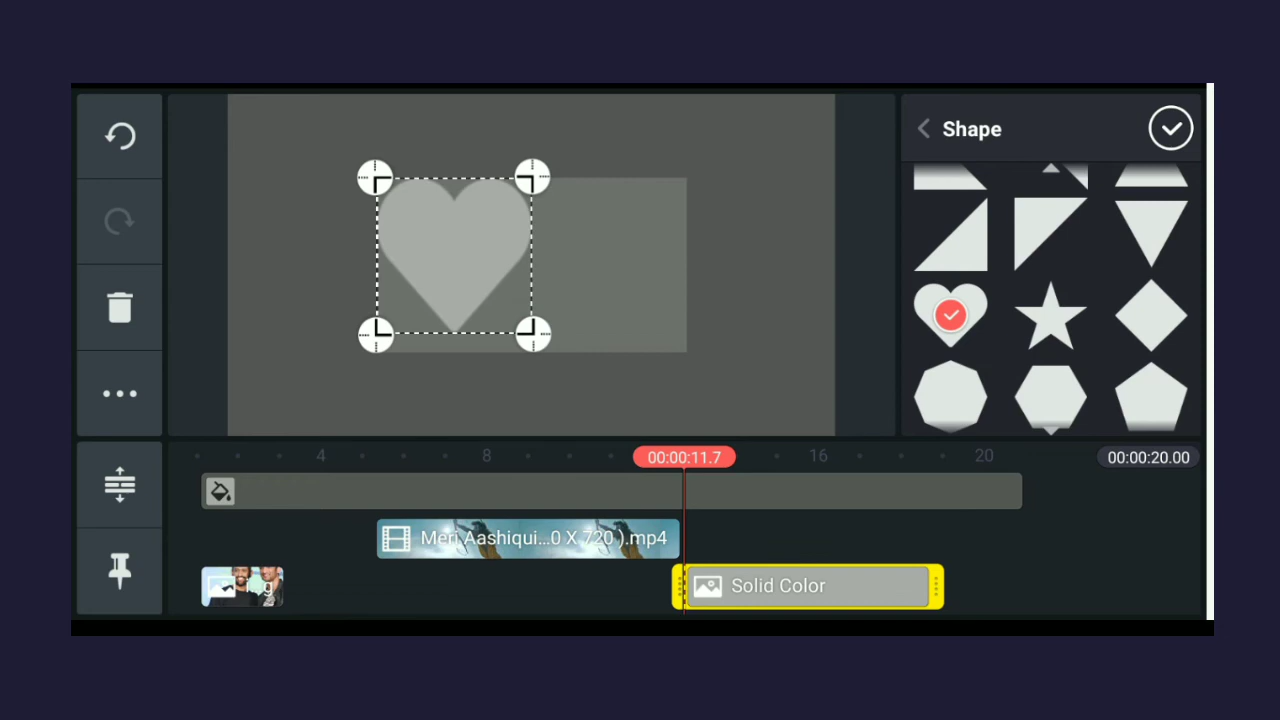 Shape
4
8
00:00:11.7
16
20
00:00:20.00
Meri Aashiqui...0 X 720 ).mp4
g
Solid Color